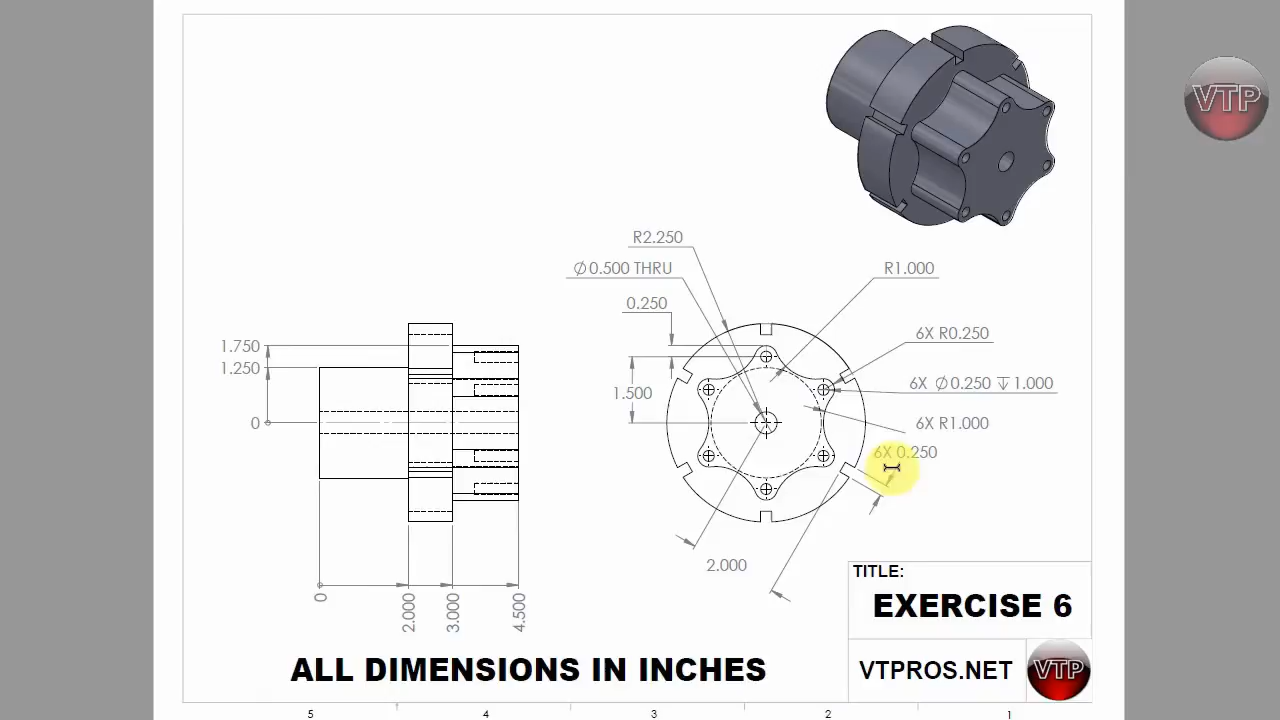 VTP
R2.250
∅0.500 THRU
R1.000
0.250
6X R0.250
1.750
1.250
6X ∅0.250 ↧1.000
1.500
0
6X R1.000
6X 0.250
2.000
0
2.000
3.000
4.500
TITLE:
EXERCISE 6
ALL DIMENSIONS IN INCHES
VTPROS.NET
VTP
5 4 3 2 1